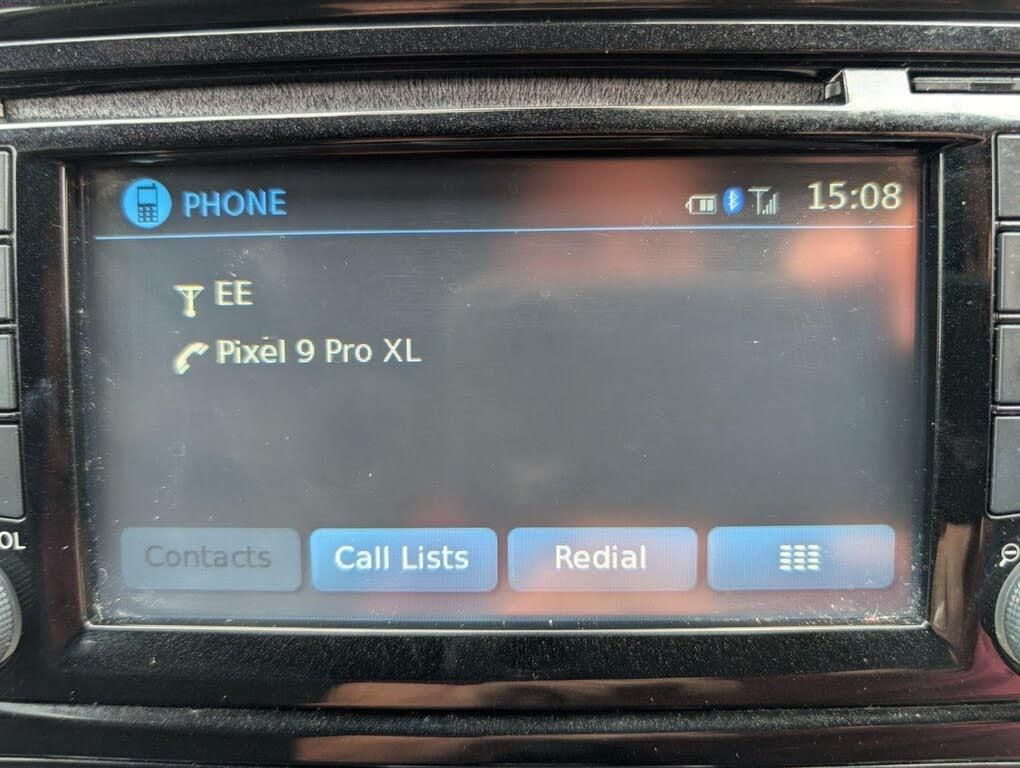 PHONE
15:08
EE
Pixel 9 Pro XL
Contacts
Call Lists
Redial
OL